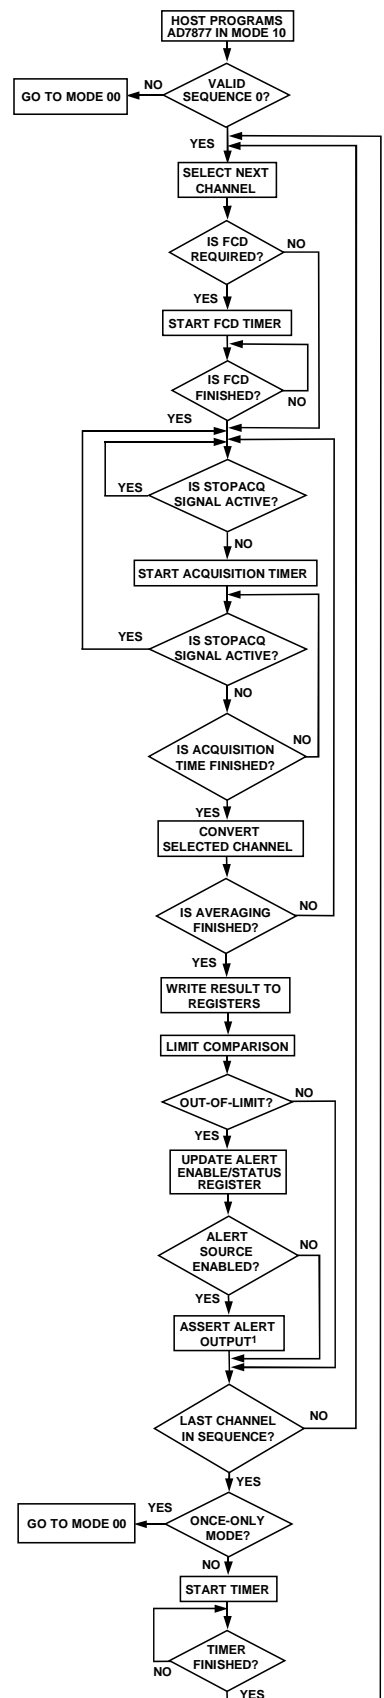 HOST PROGRAMS
AD7877 IN MODE 10
NO
VALID
SEQUENCE 0?
GO TO MODE 00
YES
SELECT NEXT
CHANNEL
IS FCD
REQUIRED?
NO
YES
START FCD TIMER
IS FCD
FINISHED?
NO
YES
IS STOPACQ
SIGNAL ACTIVE?
YES
NO
START ACQUISITION TIMER
YES
IS STOPACQ
SIGNAL ACTIVE?
NO
IS ACQUISITION
TIME FINISHED?
NO
YES
CONVERT
SELECTED CHANNEL
IS AVERAGING
FINISHED?
NO
YES
WRITE RESULT TO
REGISTERS
LIMIT COMPARISON
OUT-OF-LIMIT?
NO
YES
UPDATE ALERT
ENABLE/STATUS
REGISTER
ALERT
SOURCE
ENABLED?
NO
YES
ASSERT ALERT
OUTPUT1
LAST CHANNEL
IN SEQUENCE?
NO
YES
YES
ONCE-ONLY
MODE?
GO TO MODE 00
NO
START TIMER
TIMER
FINISHED?
NO
YES